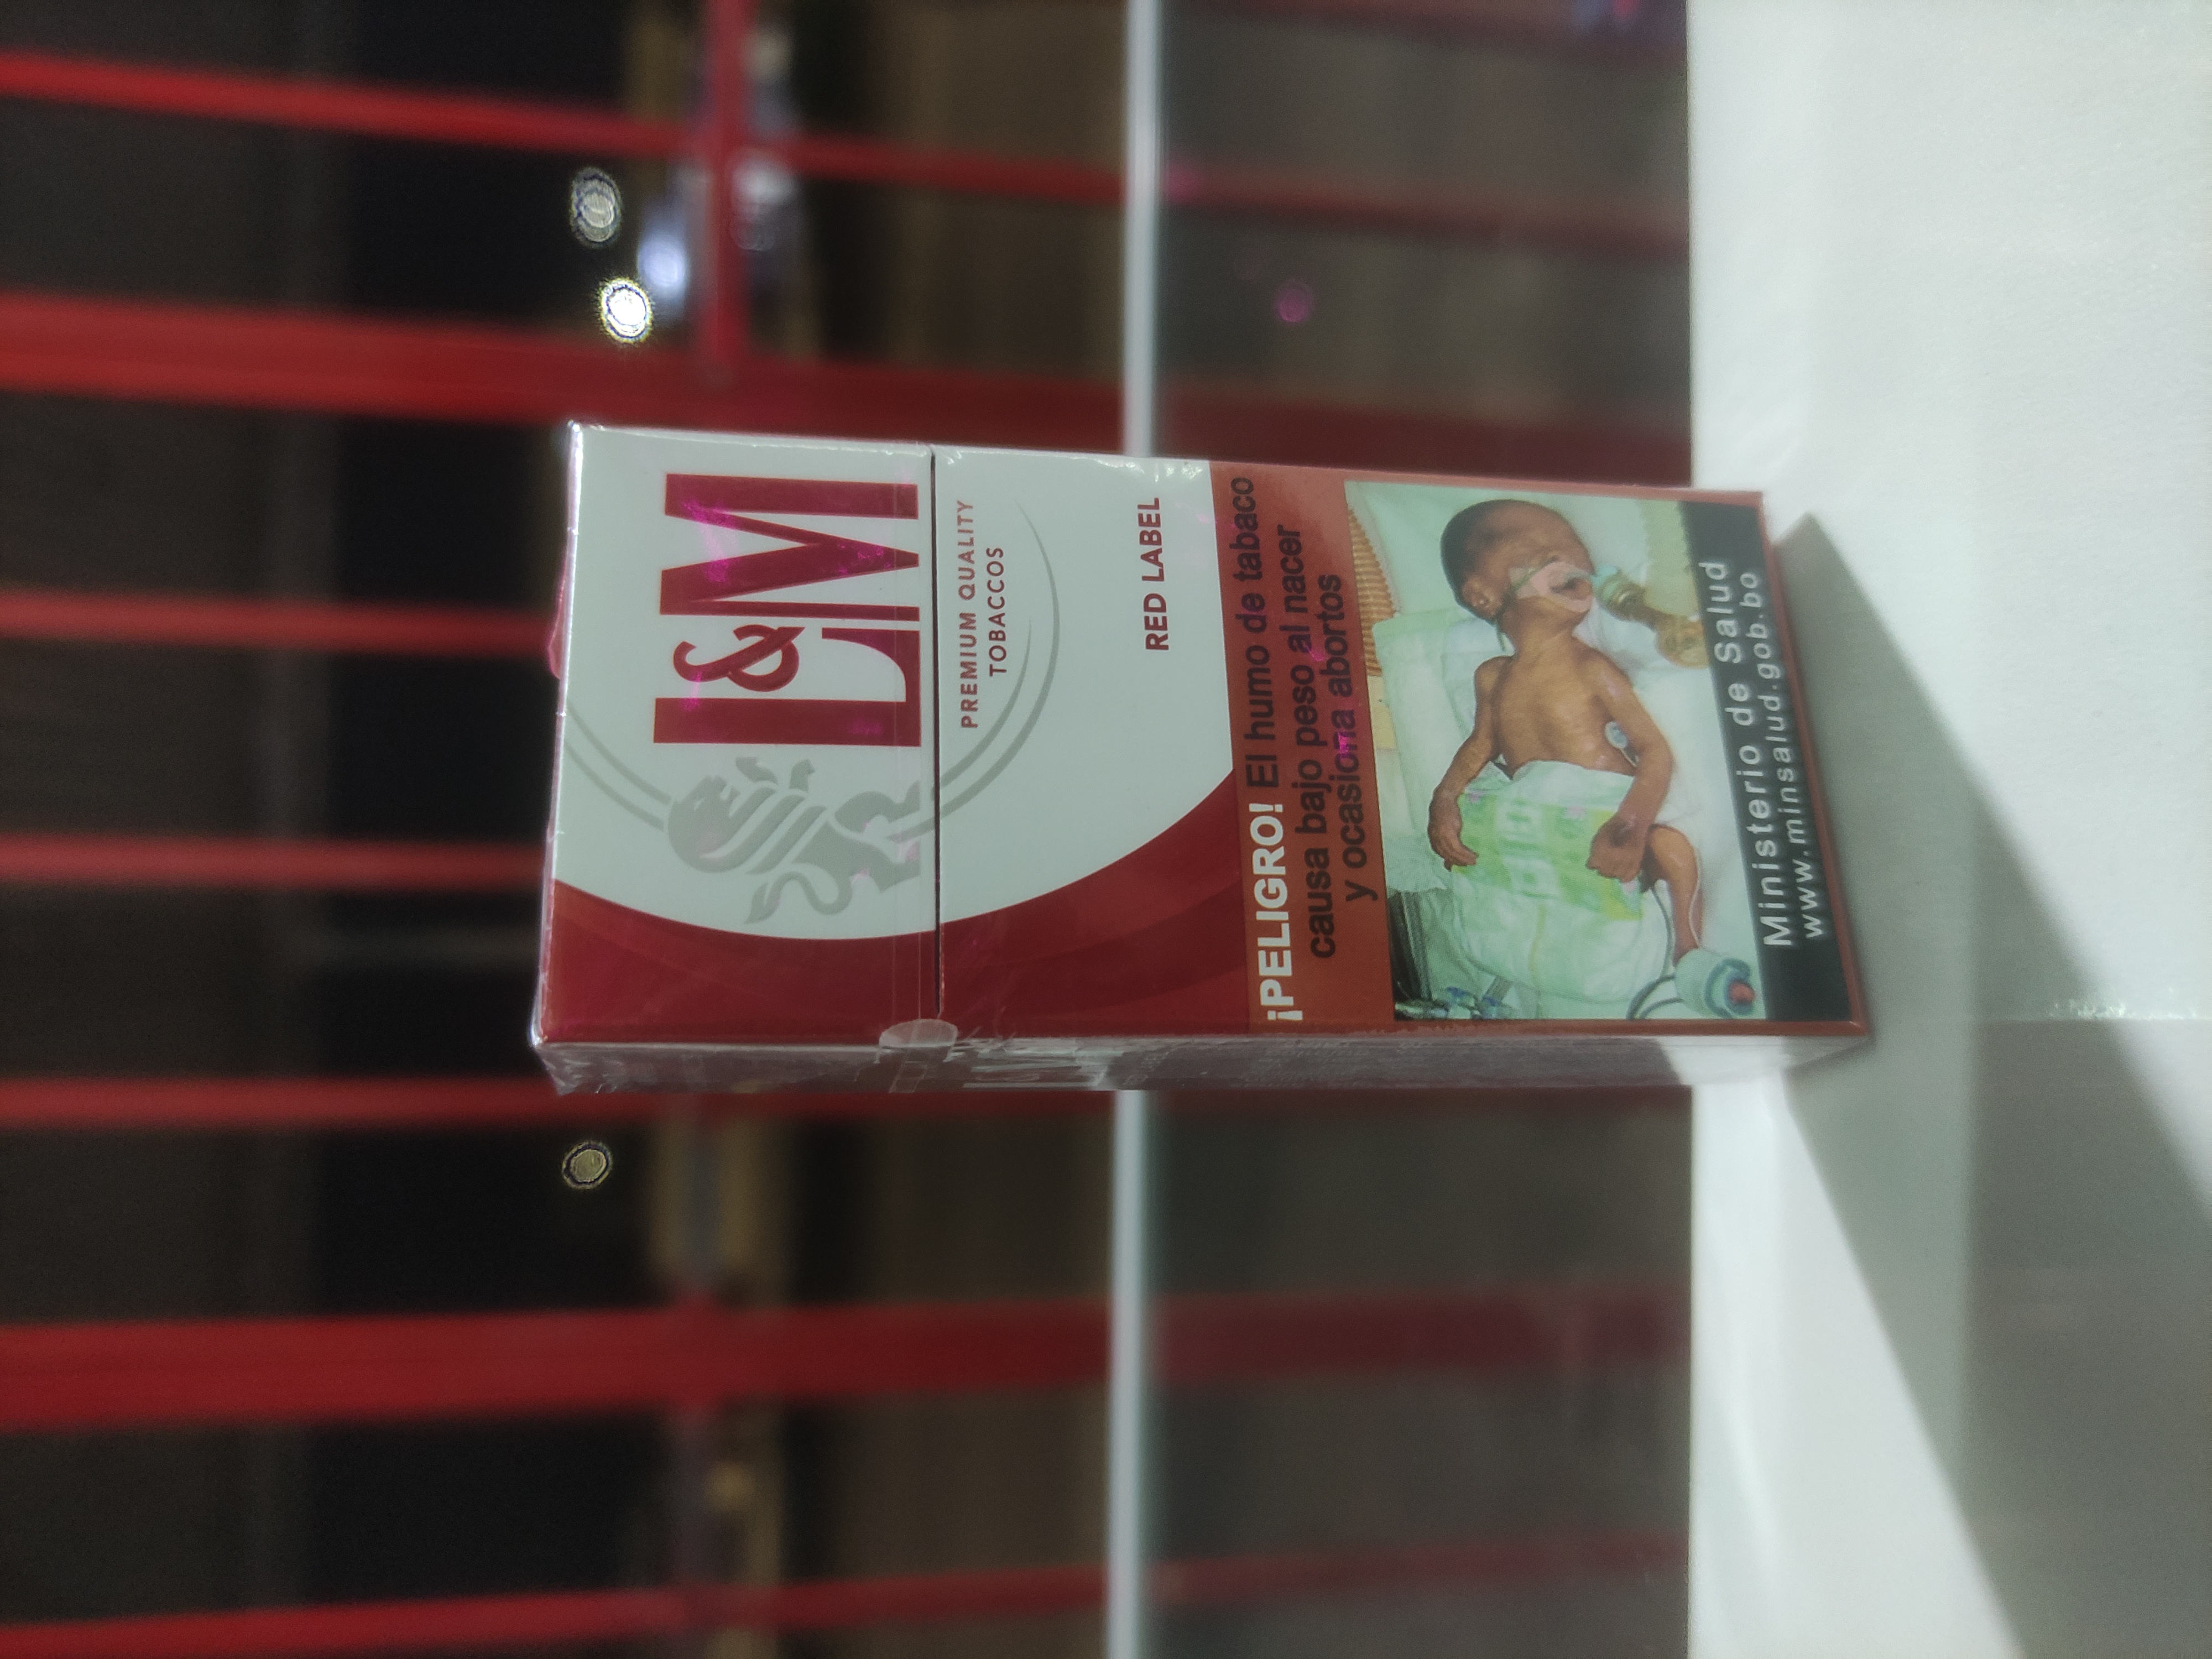 L&M
PREMIUM QUALITY
TOBACCOS
RED LABEL
¡PELIGRO! El humo de tabaco
causa bajo peso al nacer
y ocasiona abortos
Ministerio de Salud
www.minsalud.gob.bo
L&M